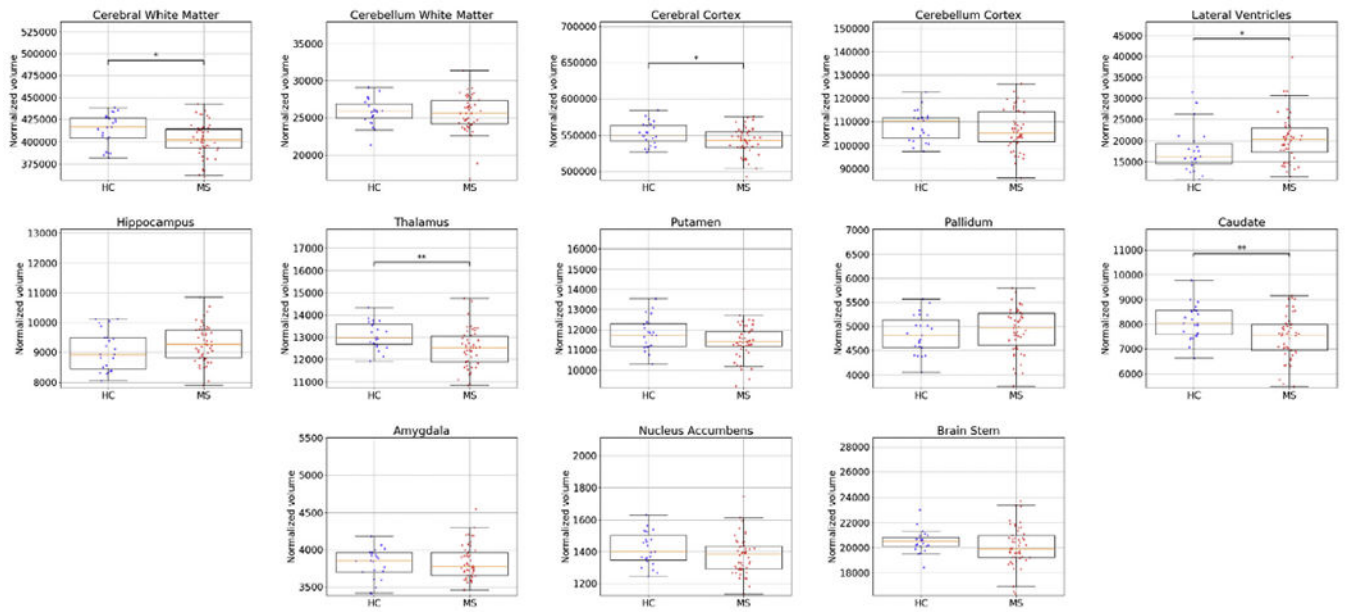 Cerebral White Matter
Normalized volume
525000
500000
475000
450000
425000
400000
375000
*
HC
MS
Cerebellum White Matter
Normalized volume
35000
30000
25000
20000
HC
MS
Cerebral Cortex
Normalized volume
700000
650000
600000
550000
500000
*
HC
MS
Cerebellum Cortex
Normalized volume
150000
140000
130000
120000
110000
100000
90000
HC
MS
Lateral Ventricles
Normalized volume
45000
40000
35000
30000
25000
20000
15000
*
HC
MS
Hippocampus
Normalized volume
13000
12000
11000
10000
9000
8000
HC
MS
Thalamus
Normalized volume
17000
16000
15000
14000
13000
12000
11000
**
HC
MS
Putamen
Normalized volume
16000
15000
14000
13000
12000
11000
10000
HC
MS
Pallidum
Normalized volume
7000
6500
6000
5500
5000
4500
4000
HC
MS
Caudate
Normalized volume
11000
10000
9000
8000
7000
6000
**
HC
MS
Amygdala
Normalized volume
5500
5000
4500
4000
3500
HC
MS
Nucleus Accumbens
Normalized volume
2000
1800
1600
1400
1200
HC
MS
Brain Stem
Normalized volume
28000
26000
24000
22000
20000
18000
HC
MS